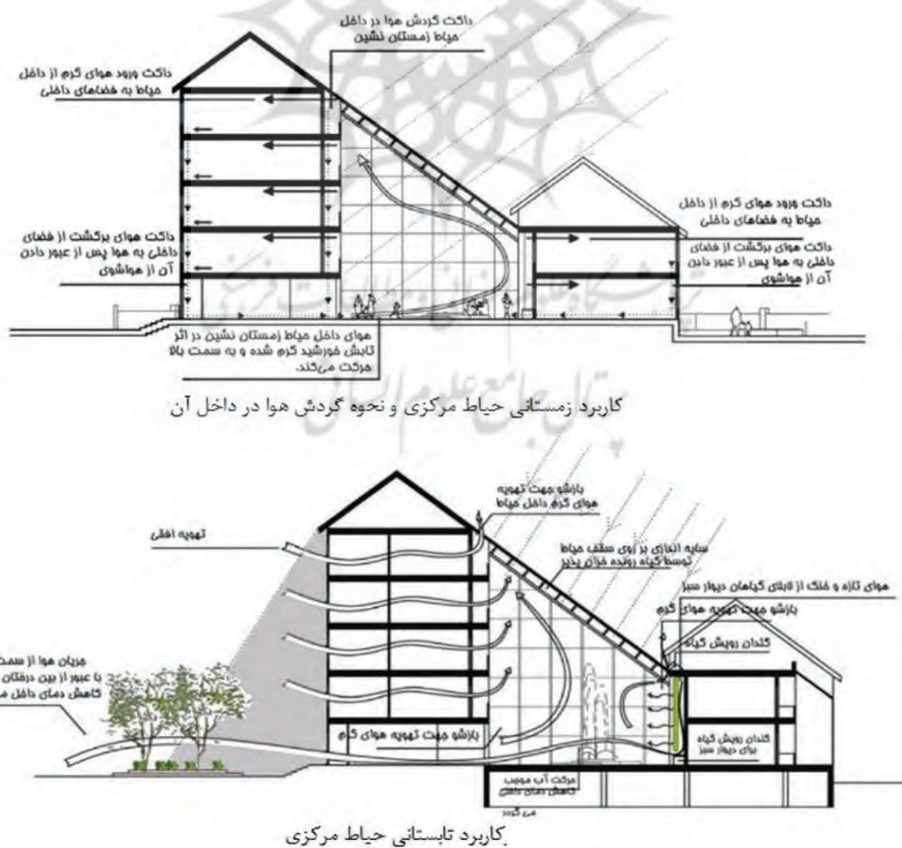 داکت گردش هوا در داخل
حیاط زمستان نشین
داکت ورود هوای گرم از داخل
حیاط به فضاهای داخلی
داکت ورود هوای گرم از داخل
حیاط به فضاهای داخلی
داکت هوای برگشت از فضای
داخلی به هوا پس از عبور دادن
آن از هواشوی
داکت هوای برگشت از فضای
داخلی به هوا پس از عبور دادن
آن از هواشوی
هوای داخل حیاط زمستان نشین در اثر
تابش خورشید گرم شده و به سمت بالا
حرکت می‌کند.
پرتال جامع علوم انسانی
کاربرد زمستانی حیاط مرکزی و نحوه گردش هوا در داخل آن
بازشو جهت تهویه
هوای گرم داخل حیاط
تهویه افقی
سایه اندازی بر روی سقف حیاط
توسط گیاه رونده خزان پذیر
هوای تازه و خنک از لابلای گیاهان دیوار سبز
بازشو جهت تهویه هوای گرم
گلدان رویش گیاه
جریان هوا از سمت
با عبور از بین درختان
کاهش دمای داخل
بازشو جهت تهویه هوای گرم
گلدان رویش گیاه
برای دیوار سبز
حرکت آب موجب
کاهش دمای داخلی
می گردد
کاربرد تابستانی حیاط مرکزی.